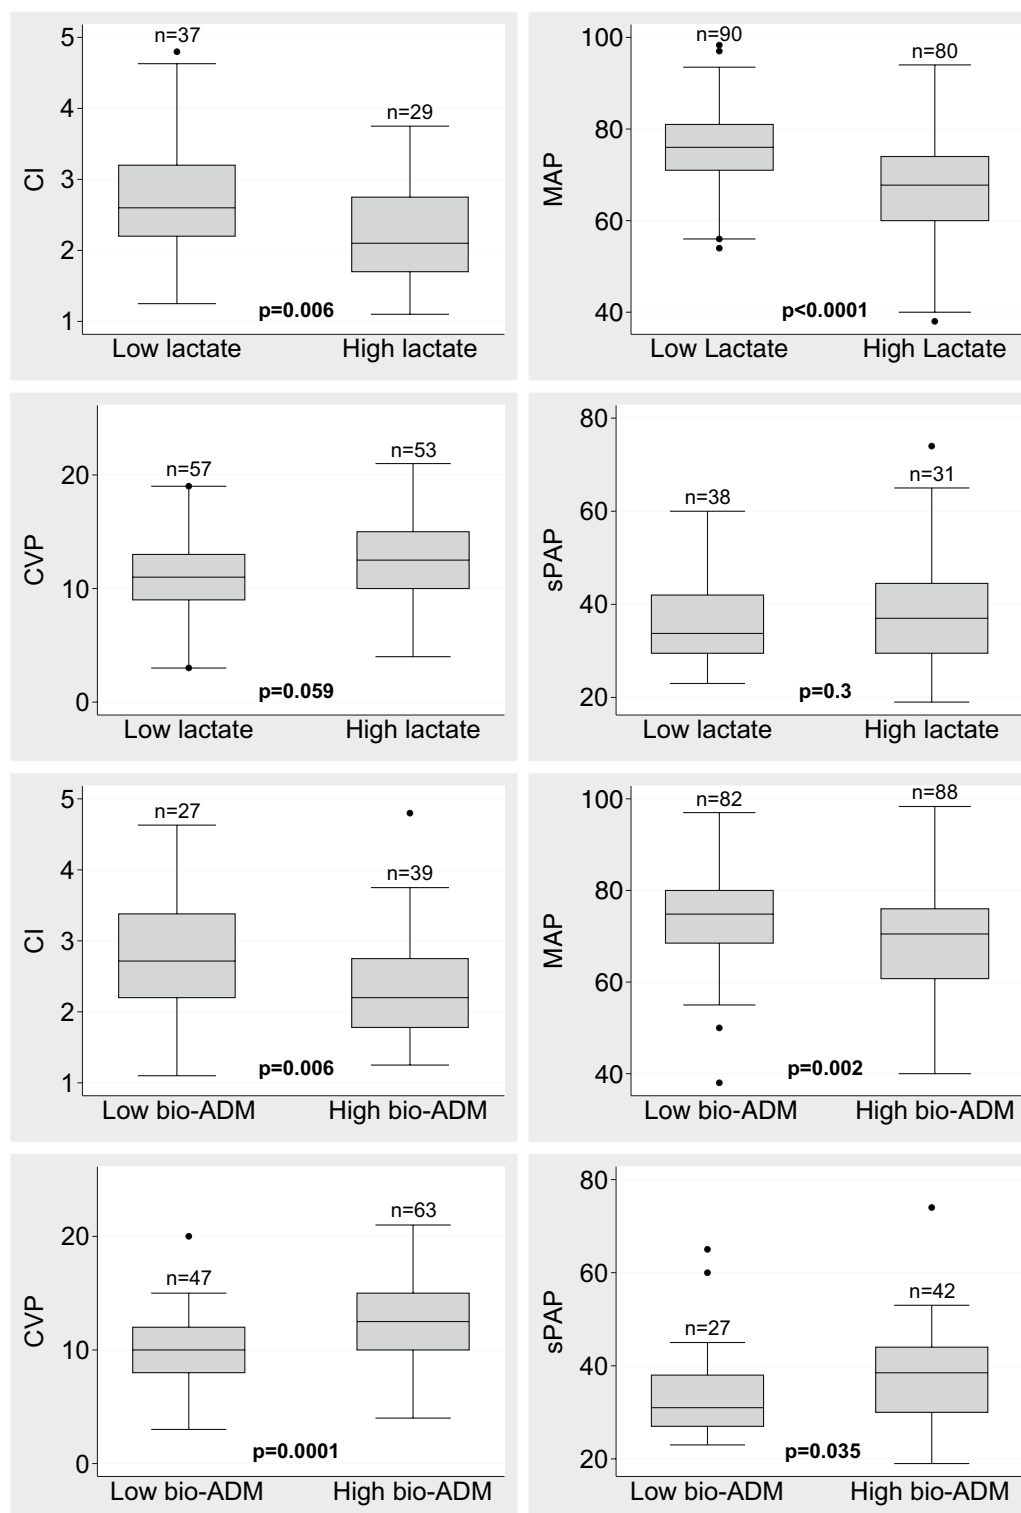 CI
5
4
3
2
1
n=37
n=29
p=0.006
Low lactate
High lactate
MAP
100
80
60
40
n=90
n=80
p<0.0001
Low Lactate
High Lactate
CVP
20
10
0
n=57
n=53
p=0.059
Low lactate
High lactate
sPAP
80
60
40
20
n=38
n=31
p=0.3
Low lactate
High lactate
CI
5
4
3
2
1
n=27
n=39
p=0.006
Low bio-ADM
High bio-ADM
MAP
100
80
60
40
n=82
n=88
p=0.002
Low bio-ADM
High bio-ADM
CVP
20
10
0
n=47
n=63
p=0.0001
Low bio-ADM
High bio-ADM
sPAP
80
60
40
20
n=27
n=42
p=0.035
Low bio-ADM
High bio-ADM